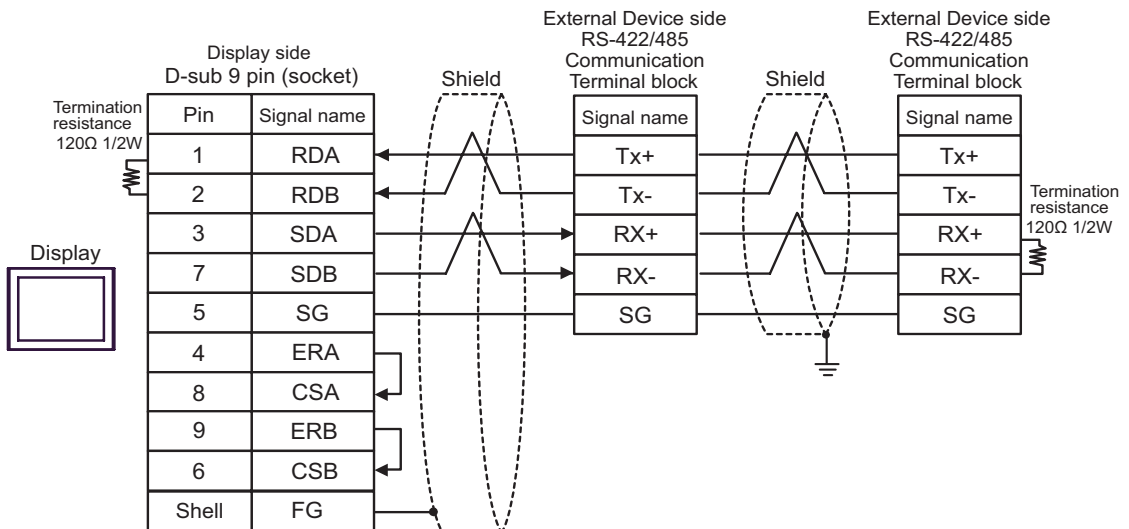 Display side
D-sub 9 pin (socket)
Shield
External Device side
RS-422/485
Communication
Terminal block
Shield
External Device side
RS-422/485
Communication
Terminal block
Termination
resistance
120Ω 1/2W
Pin Signal name
1 RDA
2 RDB
3 SDA
7 SDB
5 SG
4 ERA
8 CSA
9 ERB
6 CSB
Shell FG
Display
Signal name
Tx+
Tx-
RX+
RX-
SG
Signal name
Tx+
Tx-
RX+
RX-
SG
Termination
resistance
120Ω 1/2W